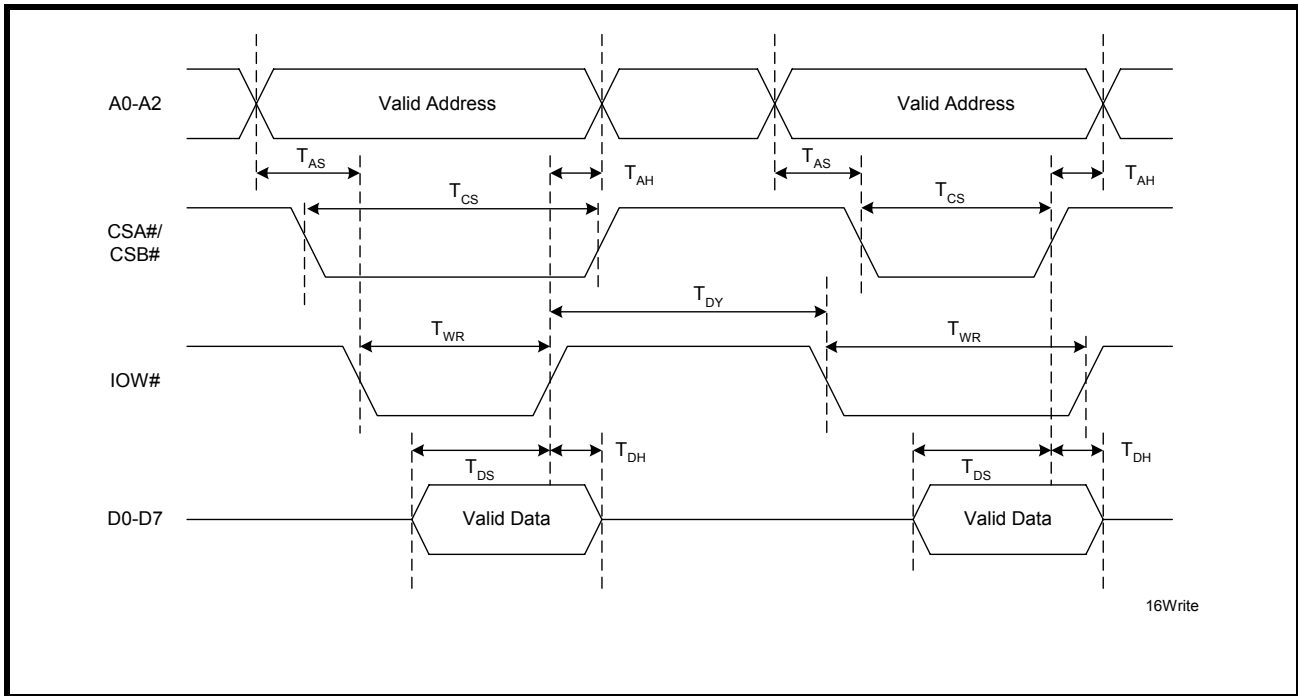 A0-A2
Valid Address
Valid Address
TAS
TAH
TAS
TAH
TCS
TCS
CSA#/
CSB#
TDY
TWR
TWR
IOW#
TDS
TDH
TDS
TDH
D0-D7
Valid Data
Valid Data
16Write